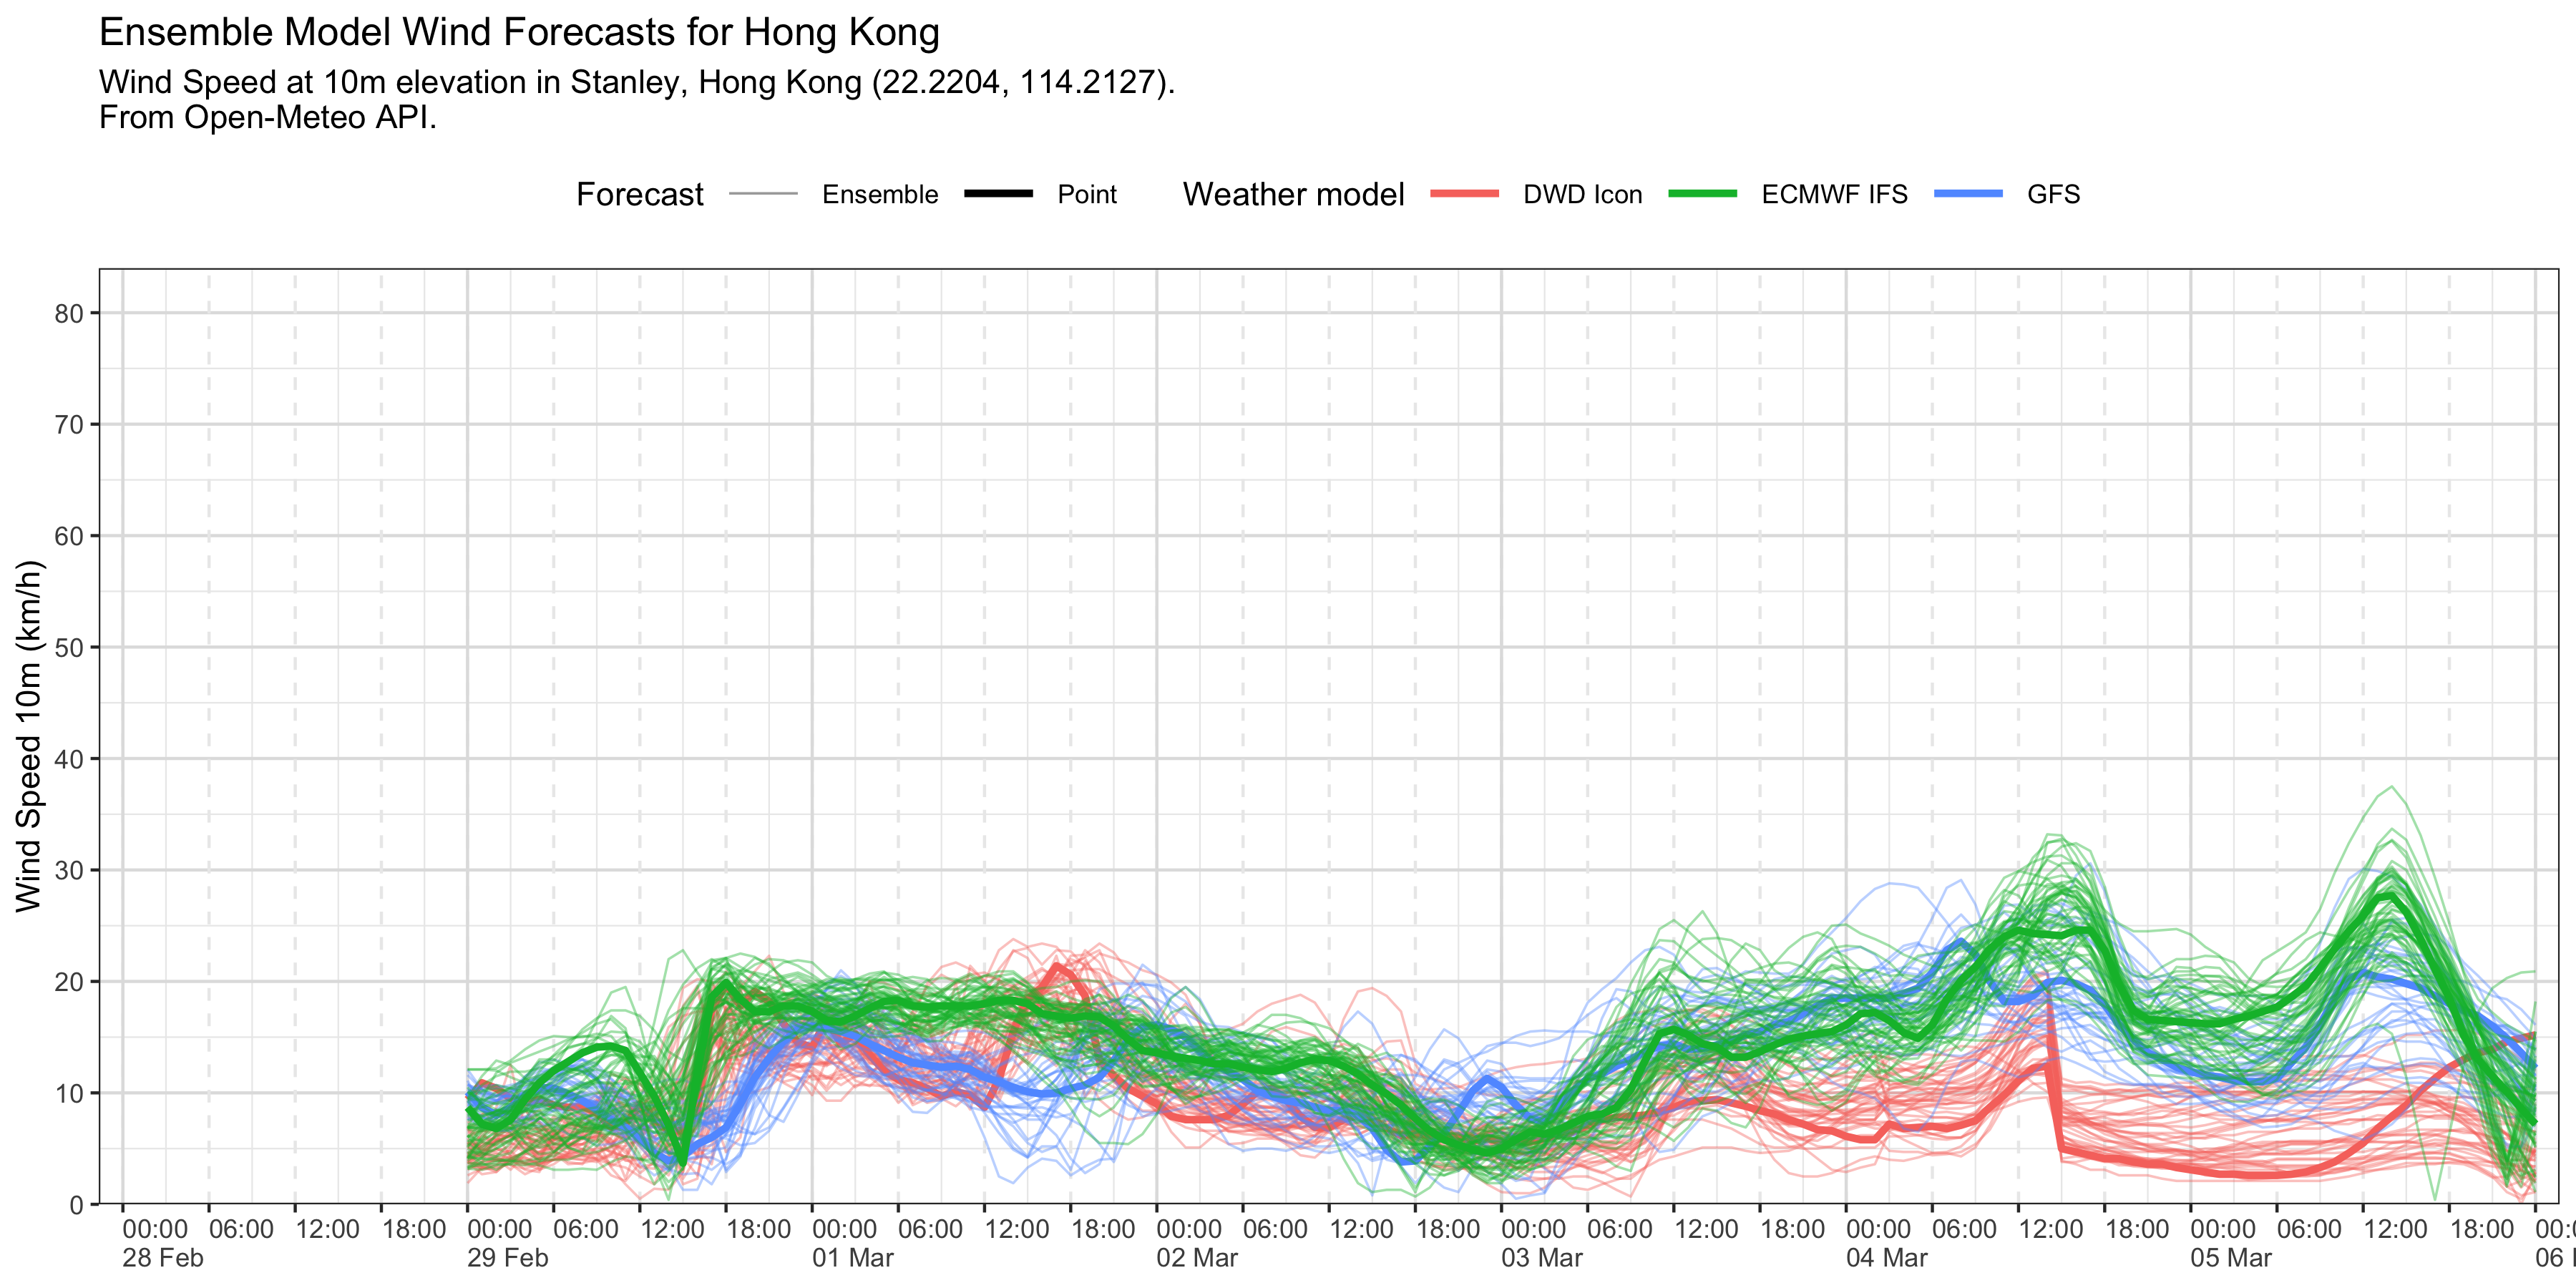 Ensemble Model Wind Forecasts for Hong Kong
Wind Speed at 10m elevation in Stanley, Hong Kong (22.2204, 114.2127).
From Open-Meteo API.
Forecast Ensemble Point Weather model DWD Icon ECMWF IFS GFS
Wind Speed 10m (km/h)
80
70
60
50
40
30
20
10
0
00:00 06:00 12:00 18:00 00:00 06:00 12:00 18:00 00:00 06:00 12:00 18:00 00:00 06:00 12:00 18:00 00:00 06:00 12:00 18:00 00:00 06:00 12:00 18:00 00:00 06:00 12:00 18:00
28 Feb 29 Feb 01 Mar 02 Mar 03 Mar 04 Mar 05 Mar 06